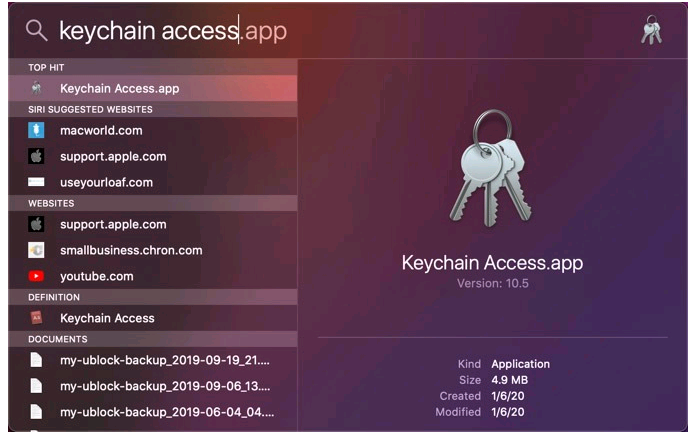 keychain access.app
TOP HIT
Keychain Access.app
SIRI SUGGESTED WEBSITES
macworld.com
support.apple.com
useyourloaf.com
WEBSITES
support.apple.com
smallbusiness.chron.com
youtube.com
DEFINITION
Keychain Access
DOCUMENTS
my-ublock-backup_2019-09-19_21....
my-ublock-backup_2019-09-06_13....
my-ublock-backup_2019-06-04_04....
Keychain Access.app
Version: 10.5
Kind Application
Size 4.9 MB
Created 1/6/20
Modified 1/6/20